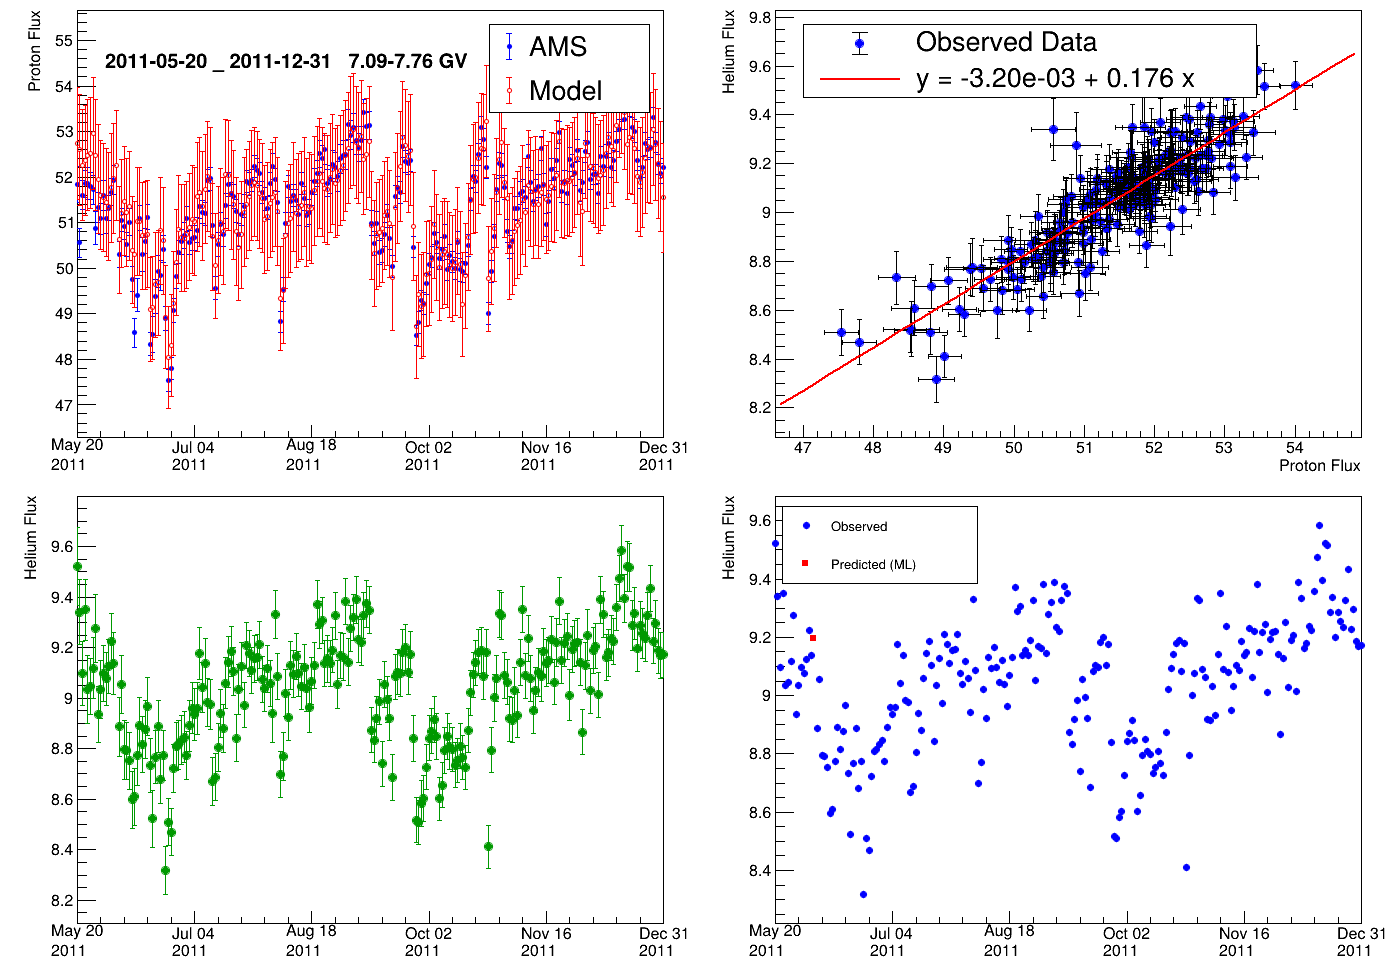 Proton Flux
55
54
53
52
51
50
49
48
47
2011-05-20 _ 2011-12-31 7.09-7.76 GV
AMS
Model
May 20
2011
Jul 04
2011
Aug 18
2011
Oct 02
2011
Nov 16
2011
Dec 31
2011
Helium Flux
9.8
9.6
9.4
9.2
9
8.8
8.6
8.4
8.2
Observed Data
y = -3.20e-03 + 0.176 x
47
48
49
50
51
52
53
54
Proton Flux
Helium Flux
9.6
9.4
9.2
9
8.8
8.6
8.4
8.2
May 20
2011
Jul 04
2011
Aug 18
2011
Oct 02
2011
Nov 16
2011
Dec 31
2011
Helium Flux
9.6
9.4
9.2
9
8.8
8.6
8.4
Observed
Predicted (ML)
May 20
2011
Jul 04
2011
Aug 18
2011
Oct 02
2011
Nov 16
2011
Dec 31
2011